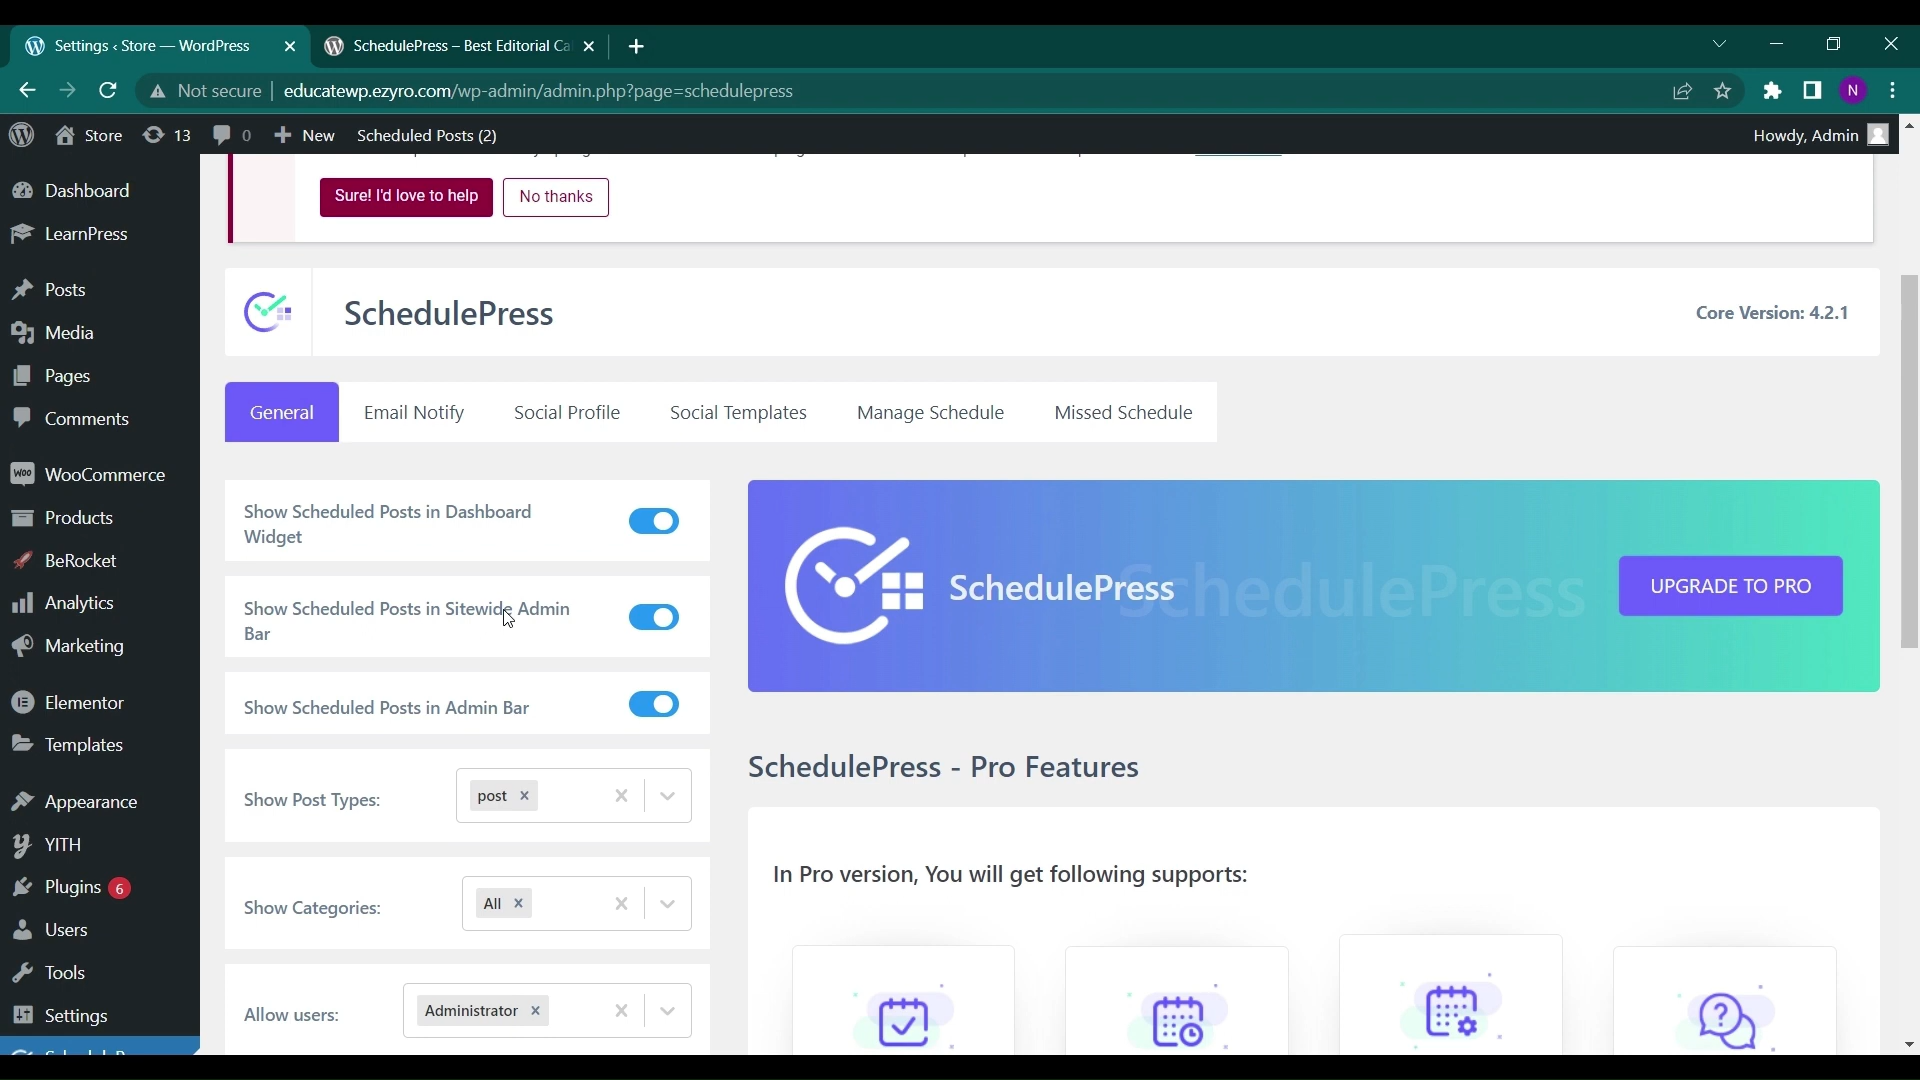 Settings ‹ Store — WordPress
SchedulePress – Best Editorial Ca
Not secure
educatewp.ezyro.com/wp-admin/admin.php?page=schedulepress
N
Store
13
0
New
Scheduled Posts (2)
Howdy, Admin
Sure! I'd love to help
No thanks
Dashboard
LearnPress
Posts
Media
Pages
Comments
WooCommerce
Products
BeRocket
Analytics
Marketing
Elementor
Templates
Appearance
YITH
Plugins 6
Users
Tools
Settings
SchedulePress
Core Version: 4.2.1
General
Email Notify
Social Profile
Social Templates
Manage Schedule
Missed Schedule
Show Scheduled Posts in Dashboard
Widget
Show Scheduled Posts in Sitewide Admin
Bar
Show Scheduled Posts in Admin Bar
Show Post Types:
post
Show Categories:
All
Allow users:
Administrator
SchedulePress
SchedulePress
UPGRADE TO PRO
SchedulePress - Pro Features
In Pro version, You will get following supports: